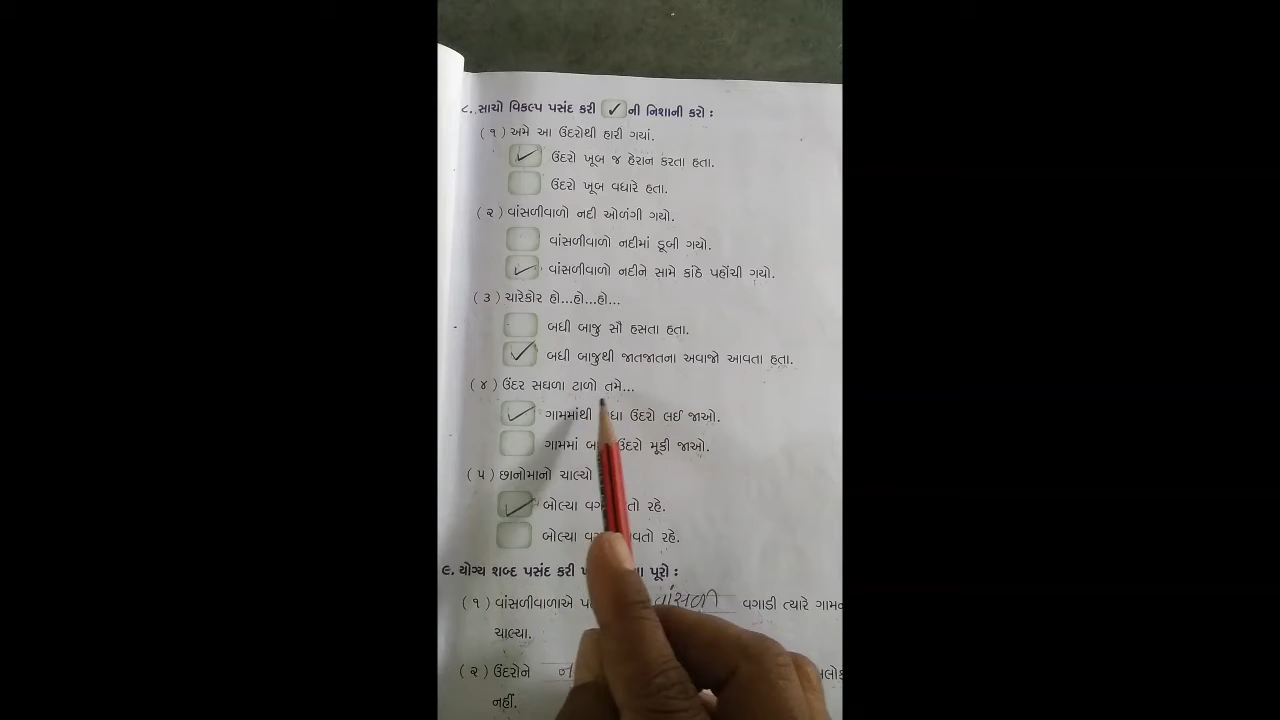 ૮. સાચો વિકલ્પ પસંદ કરી ✓ ની નિશાની કરો :
(૧) અમે આ ઉંદરોથી હારી ગયાં.
✓ ઉંદરો ખૂબ જ હેરાન કરતા હતા.
ઉંદરો ખૂબ વધારે હતા.
(૨) વાંસળીવાળો નદી ઓળંગી ગયો.
વાંસળીવાળો નદીમાં ડૂબી ગયો.
✓ વાંસળીવાળો નદીને સામે કાંઠે પહોંચી ગયો.
(૩) ચારેકોર હો...હો...હો...
બધી બાજુ સૌ હસતા હતા.
✓ બધી બાજુથી જાતજાતના અવાજો આવતા હતા.
(૪) ઉંદર સઘળા ટાળો તમે...
✓ ગામમાંથી ઉંદરો લઈ જાઓ.
ગામમાં ઉંદરો મૂકી જાઓ.
(૫) છાનોમાનો ચાલ્યો
✓ બોલ્યા રહે.
બોલ્યા રહે.
૯. યોગ્ય શબ્દ પસંદ કરી પૂરો :
(૧) વાંસળીવાળાએ વાંસળી વગાડી ત્યારે
ચાલ્યા.
(૨) ઉંદરોને
નહીં.